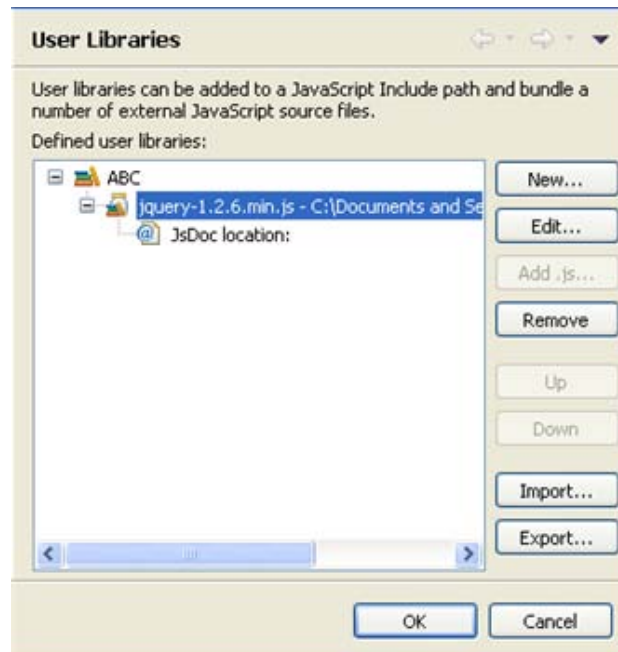 User Libraries
User libraries can be added to a JavaScript Include path and bundle a
number of external JavaScript source files.
Defined user libraries:
ABC
jquery-1.2.6.min.js - C:\Documents and Se
@ JsDoc location:
New...
Edit...
Add .js...
Remove
Up
Down
Import...
Export...
OK
Cancel